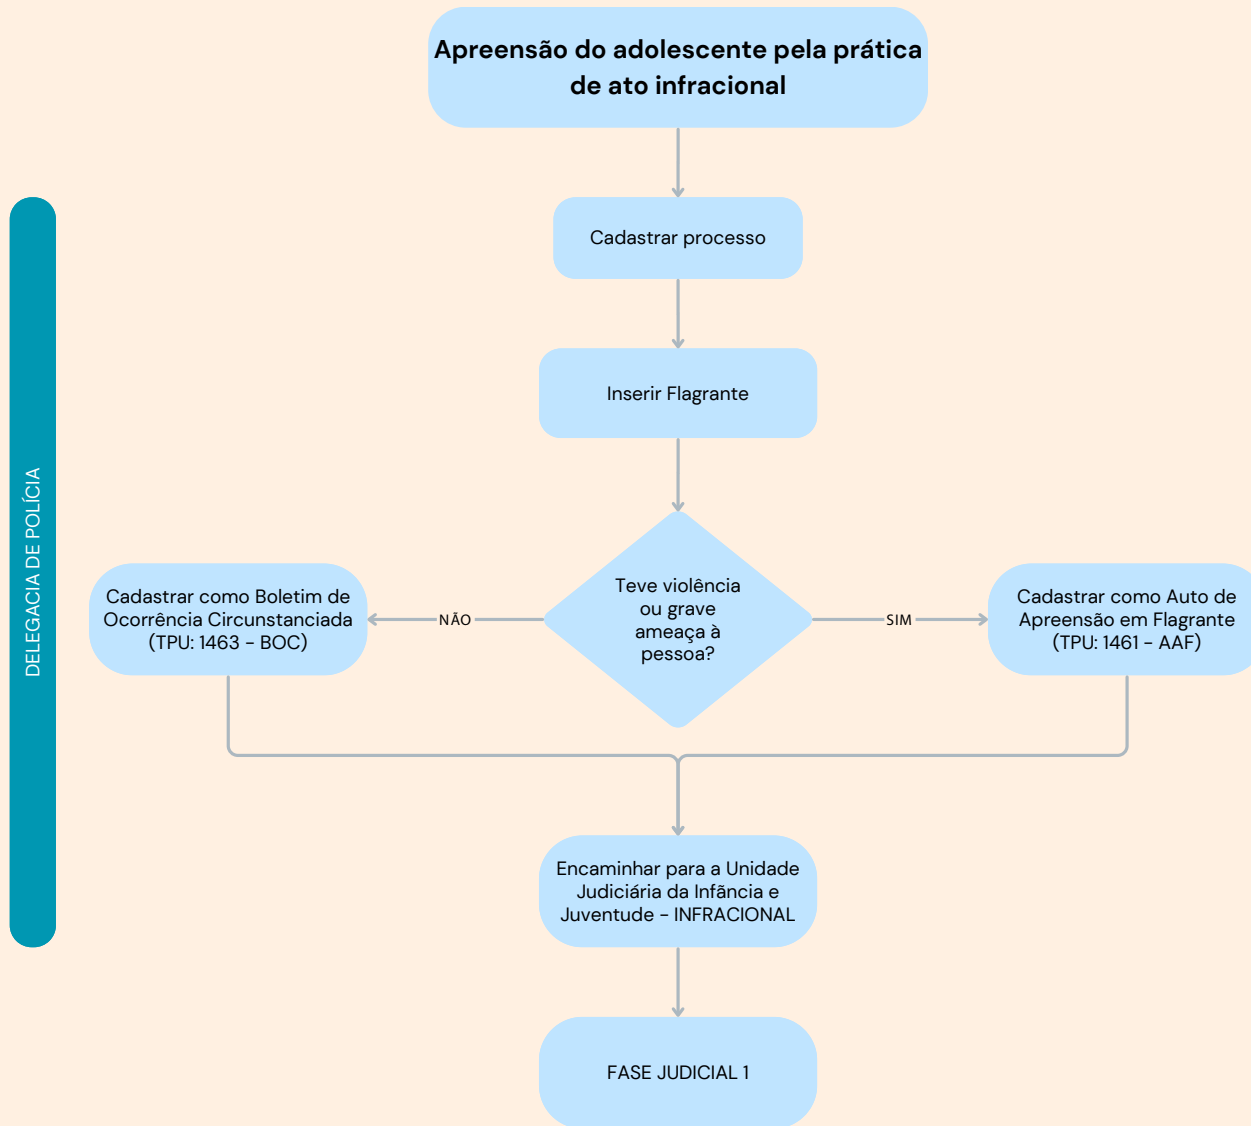 Apreensão do adolescente pela prática
de ato infracional
Cadastrar processo
Inserir Flagrante
DELEGACIA DE POLÍCIA
Teve violência
ou grave
ameaça à
pessoa?
NÃO
SIM
Cadastrar como Boletim de
Ocorrência Circunstanciada
(TPU: 1463 - BOC)
Cadastrar como Auto de
Apreensão em Flagrante
(TPU: 1461 - AAF)
Encaminhar para a Unidade
Judiciária da Infãncia e
Juventude - INFRACIONAL
FASE JUDICIAL 1